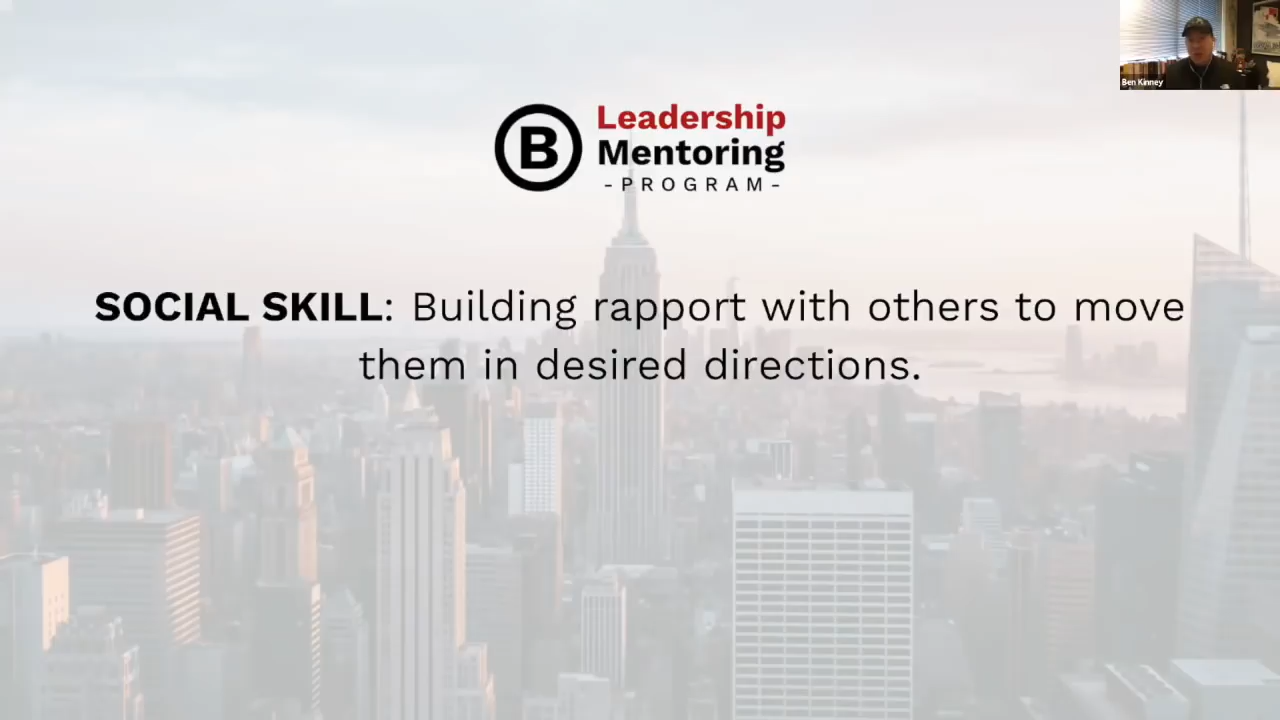 Ben Kinney
B
Leadership
Mentoring
-PROGRAM-
SOCIAL SKILL: Building rapport with others to move
them in desired directions.